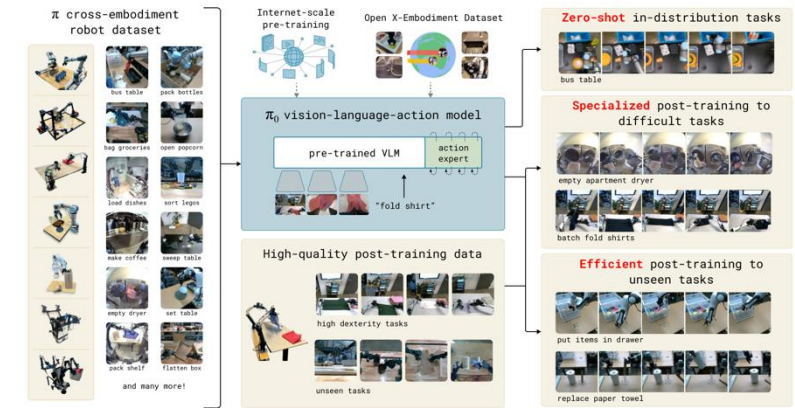 π cross-embodiment
robot dataset
bus table
pack bottles
bag groceries
open popcorn
load dishes
sort legos
make coffee
sweep table
empty dryer
set table
pack shelf
flatten box
and many more!
Internet-scale
pre-training
Open X-Embodiment Dataset
π₀ vision-language-action model
pre-trained VLM
action
expert
"fold shirt"
High-quality post-training data
high dexterity tasks
unseen tasks
Zero-shot in-distribution tasks
bus table
Specialized post-training to
difficult tasks
empty apartment dryer
batch fold shirts
Efficient post-training to
unseen tasks
put items in drawer
replace paper towel